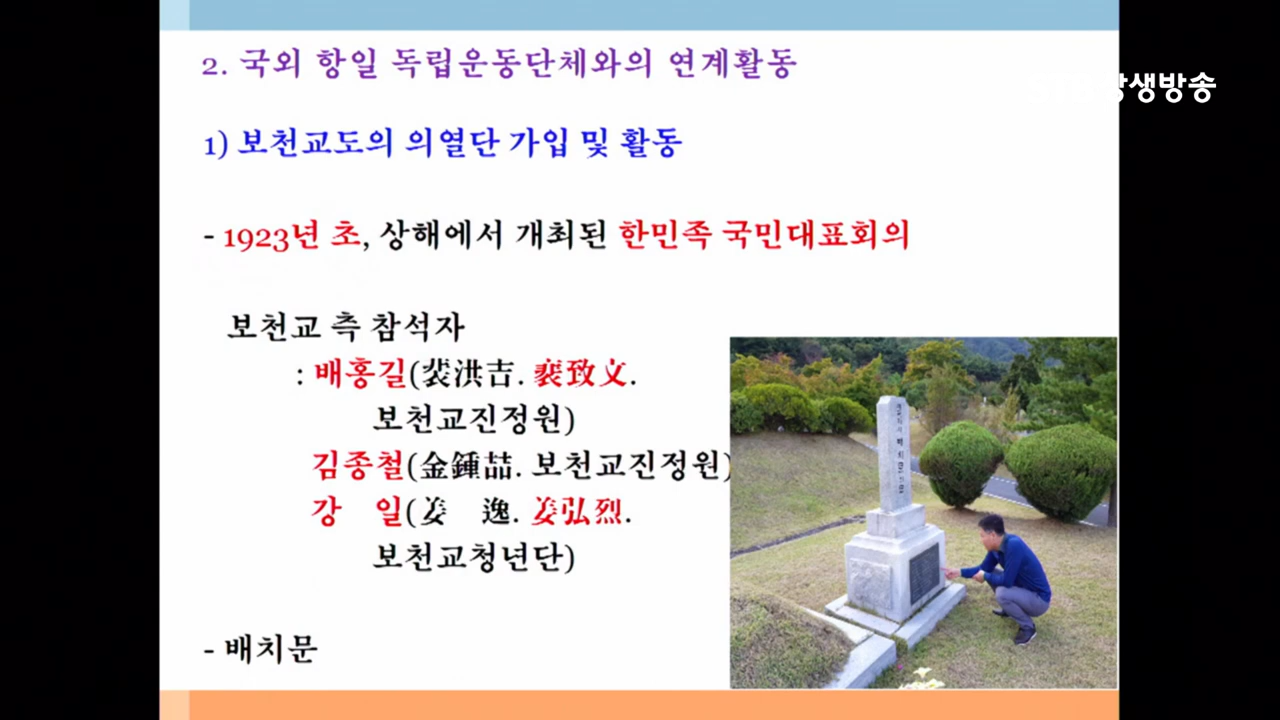 STB상생방송
2. 국외 항일 독립운동단체와의 연계활동
1) 보천교도의 의열단 가입 및 활동
- 1923년 초, 상해에서 개최된 한민족 국민대표회의
보천교 측 참석자
: 배홍길(裴洪吉. 裵致文.
보천교진정원)
김종철(金鍾喆. 보천교진정원)
강 일(姜 逸. 姜弘烈.
보천교청년단)
- 배치문